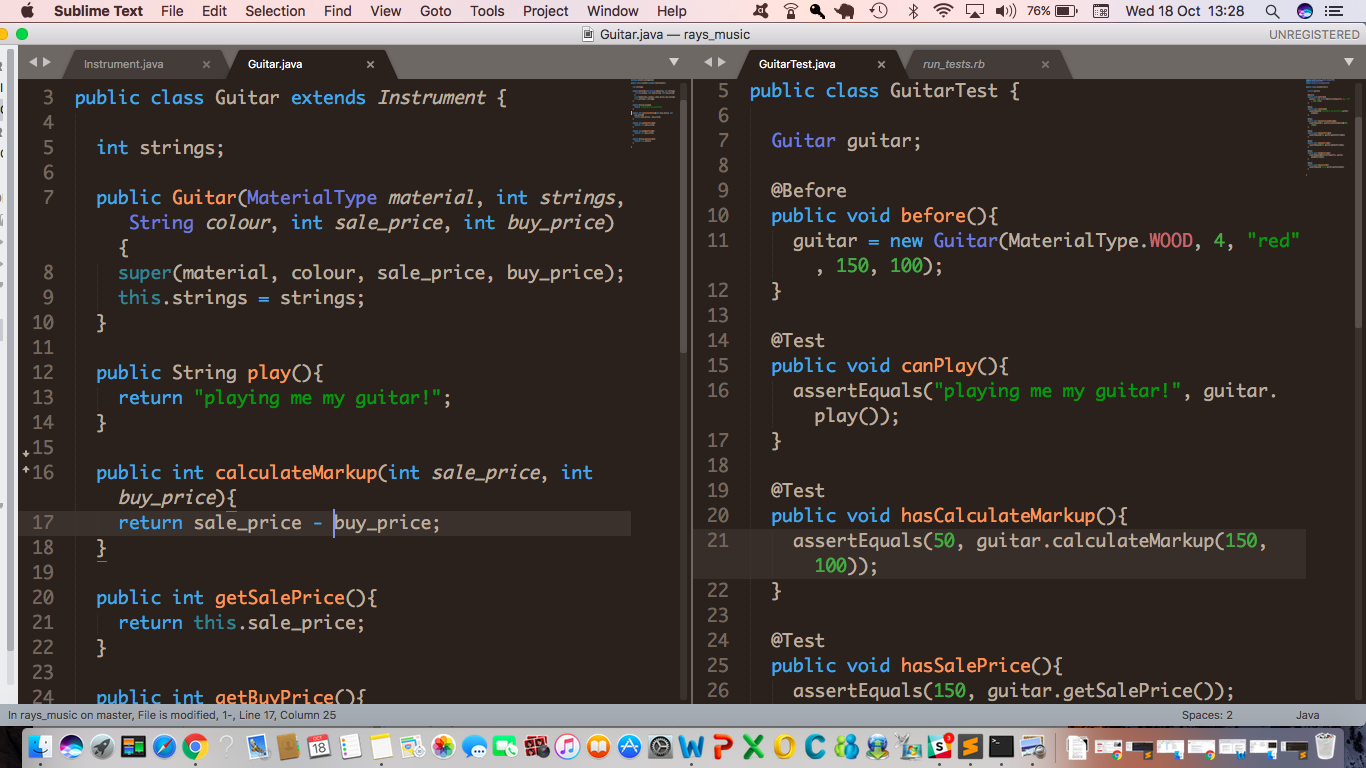 Sublime Text File Edit Selection Find View Goto Tools Project Window Help 76% Wed 18 Oct 13:28
Guitar.java — rays_music UNREGISTERED
Instrument.java Guitar.java
3 public class Guitar extends Instrument {
4
5 int strings;
6
7 public Guitar(MaterialType material, int strings,
String colour, int sale_price, int buy_price)
{
8 super(material, colour, sale_price, buy_price);
9 this.strings = strings;
10 }
11
12 public String play(){
13 return "playing me my guitar!";
14 }
15
16 public int calculateMarkup(int sale_price, int
buy_price){
17 return sale_price - buy_price;
18 }
19
20 public int getSalePrice(){
21 return this.sale_price;
22 }
23
24 public int getBuyPrice(){
GuitarTest.java run_tests.rb
5 public class GuitarTest {
6
7 Guitar guitar;
8
9 @Before
10 public void before(){
11 guitar = new Guitar(MaterialType.WOOD, 4, "red"
, 150, 100);
12 }
13
14 @Test
15 public void canPlay(){
16 assertEquals("playing me my guitar!", guitar.
play());
17 }
18
19 @Test
20 public void hasCalculateMarkup(){
21 assertEquals(50, guitar.calculateMarkup(150,
100));
22 }
23
24 @Test
25 public void hasSalePrice(){
26 assertEquals(150, guitar.getSalePrice());
In rays_music on master, File is modified, 1-, Line 17, Column 25 Spaces: 2 Java
OCT
18
3